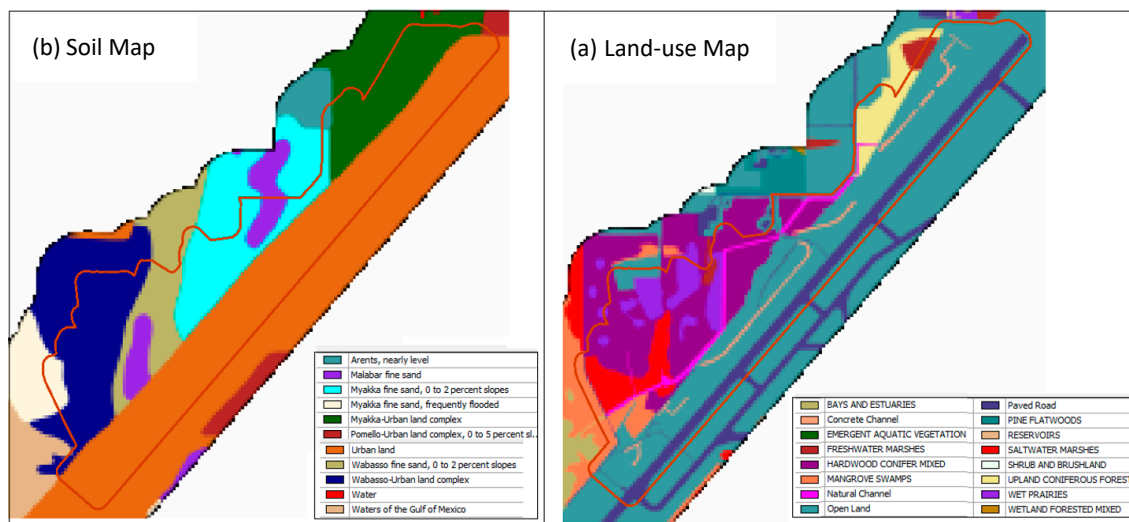 (b) Soil Map
(a) Land-use Map
Arents, nearly level
Malabar fine sand
Myakka fine sand, 0 to 2 percent slopes
Myakka fine sand, frequently flooded
Myakka-Urban land complex
Pomello-Urban land complex, 0 to 5 percent sl..
Urban land
Wabasso fine sand, 0 to 2 percent slopes
Wabasso-Urban land complex
Water
Waters of the Gulf of Mexico
BAYS AND ESTUARIES
Concrete Channel
EMERGENT AQUATIC VEGETATION
FRESHWATER MARSHES
HARDWOOD CONIFER MIXED
MANGROVE SWAMPS
Natural Channel
Open Land
Paved Road
PINE FLATWOODS
RESERVOIRS
SALTWATER MARSHES
SHRUB AND BRUSHLAND
UPLAND CONIFEROUS FOREST
WET PRAIRIES
WETLAND FORESTED MIXED